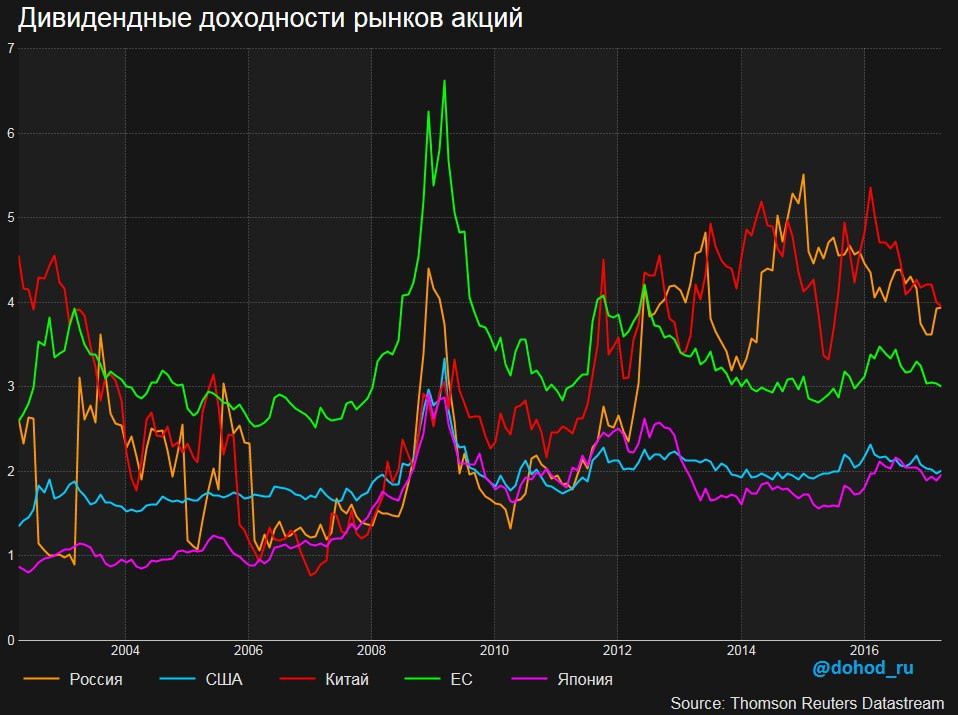 Дивидендные доходности рынков акций
7
6
5
4
3
2
1
0
2004 2006 2008 2010 2012 2014 2016
@dohod_ru
Россия США Китай ЕС Япония
Source: Thomson Reuters Datastream